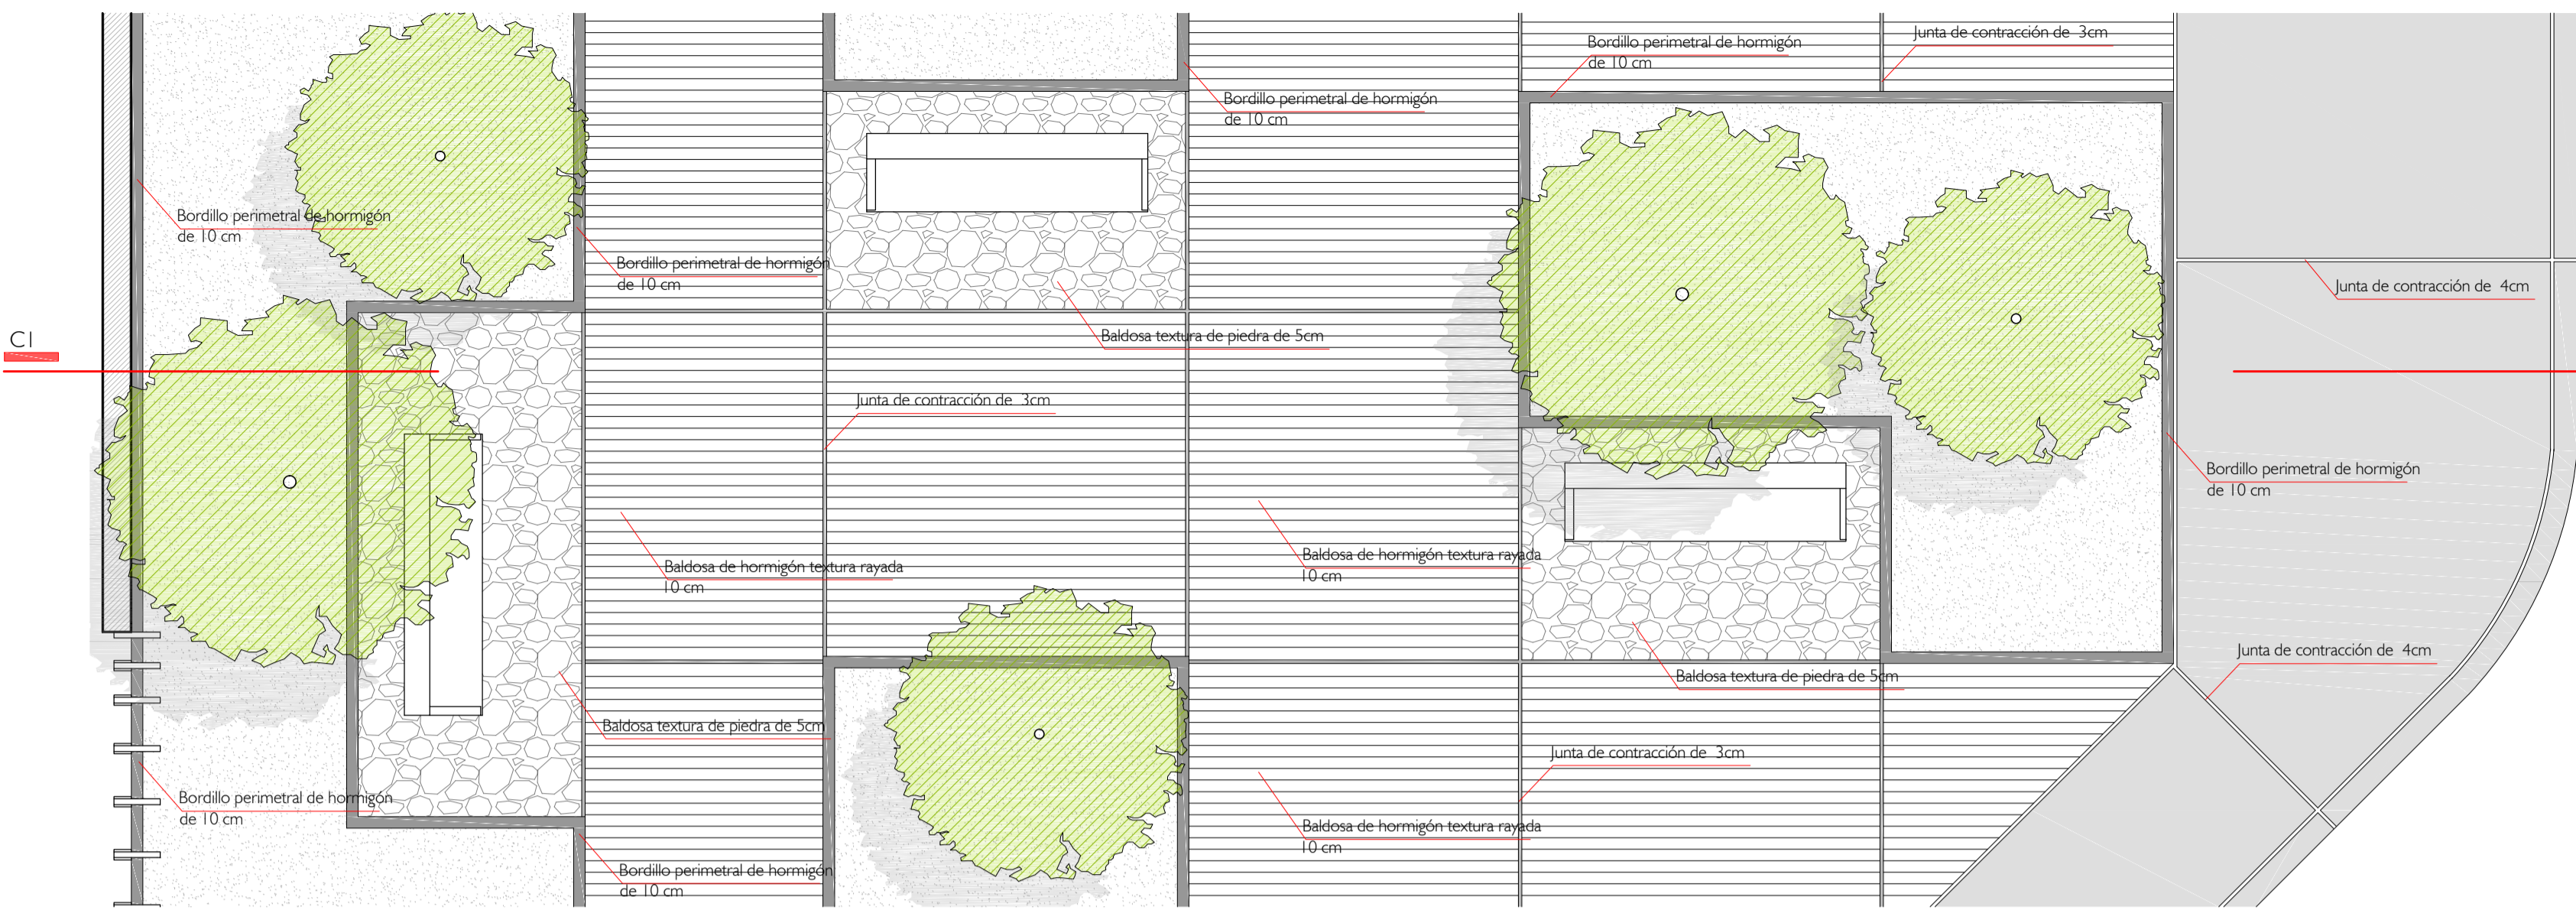 Junta de contracción de  3cm
Bordillo perimetral de hormigón
de 10 cm
Bordillo perimetral de hormigón
de 10 cm
Bordillo perimetral de hormigón
de 10 cm
Bordillo perimetral de hormigón
de 10 cm
Junta de contracción de  4cm
C1
Baldosa textura de piedra de 5cm
Junta de contracción de  3cm
Bordillo perimetral de hormigón
de 10 cm
Baldosa de hormigón textura rayada
10 cm
Baldosa de hormigón textura rayada
10 cm
Junta de contracción de  4cm
Baldosa textura de piedra de 5cm
Baldosa textura de piedra de 5cm
Junta de contracción de  3cm
Bordillo perimetral de hormigón
de 10 cm
Baldosa de hormigón textura rayada
10 cm
Bordillo perimetral de hormigón
de 10 cm